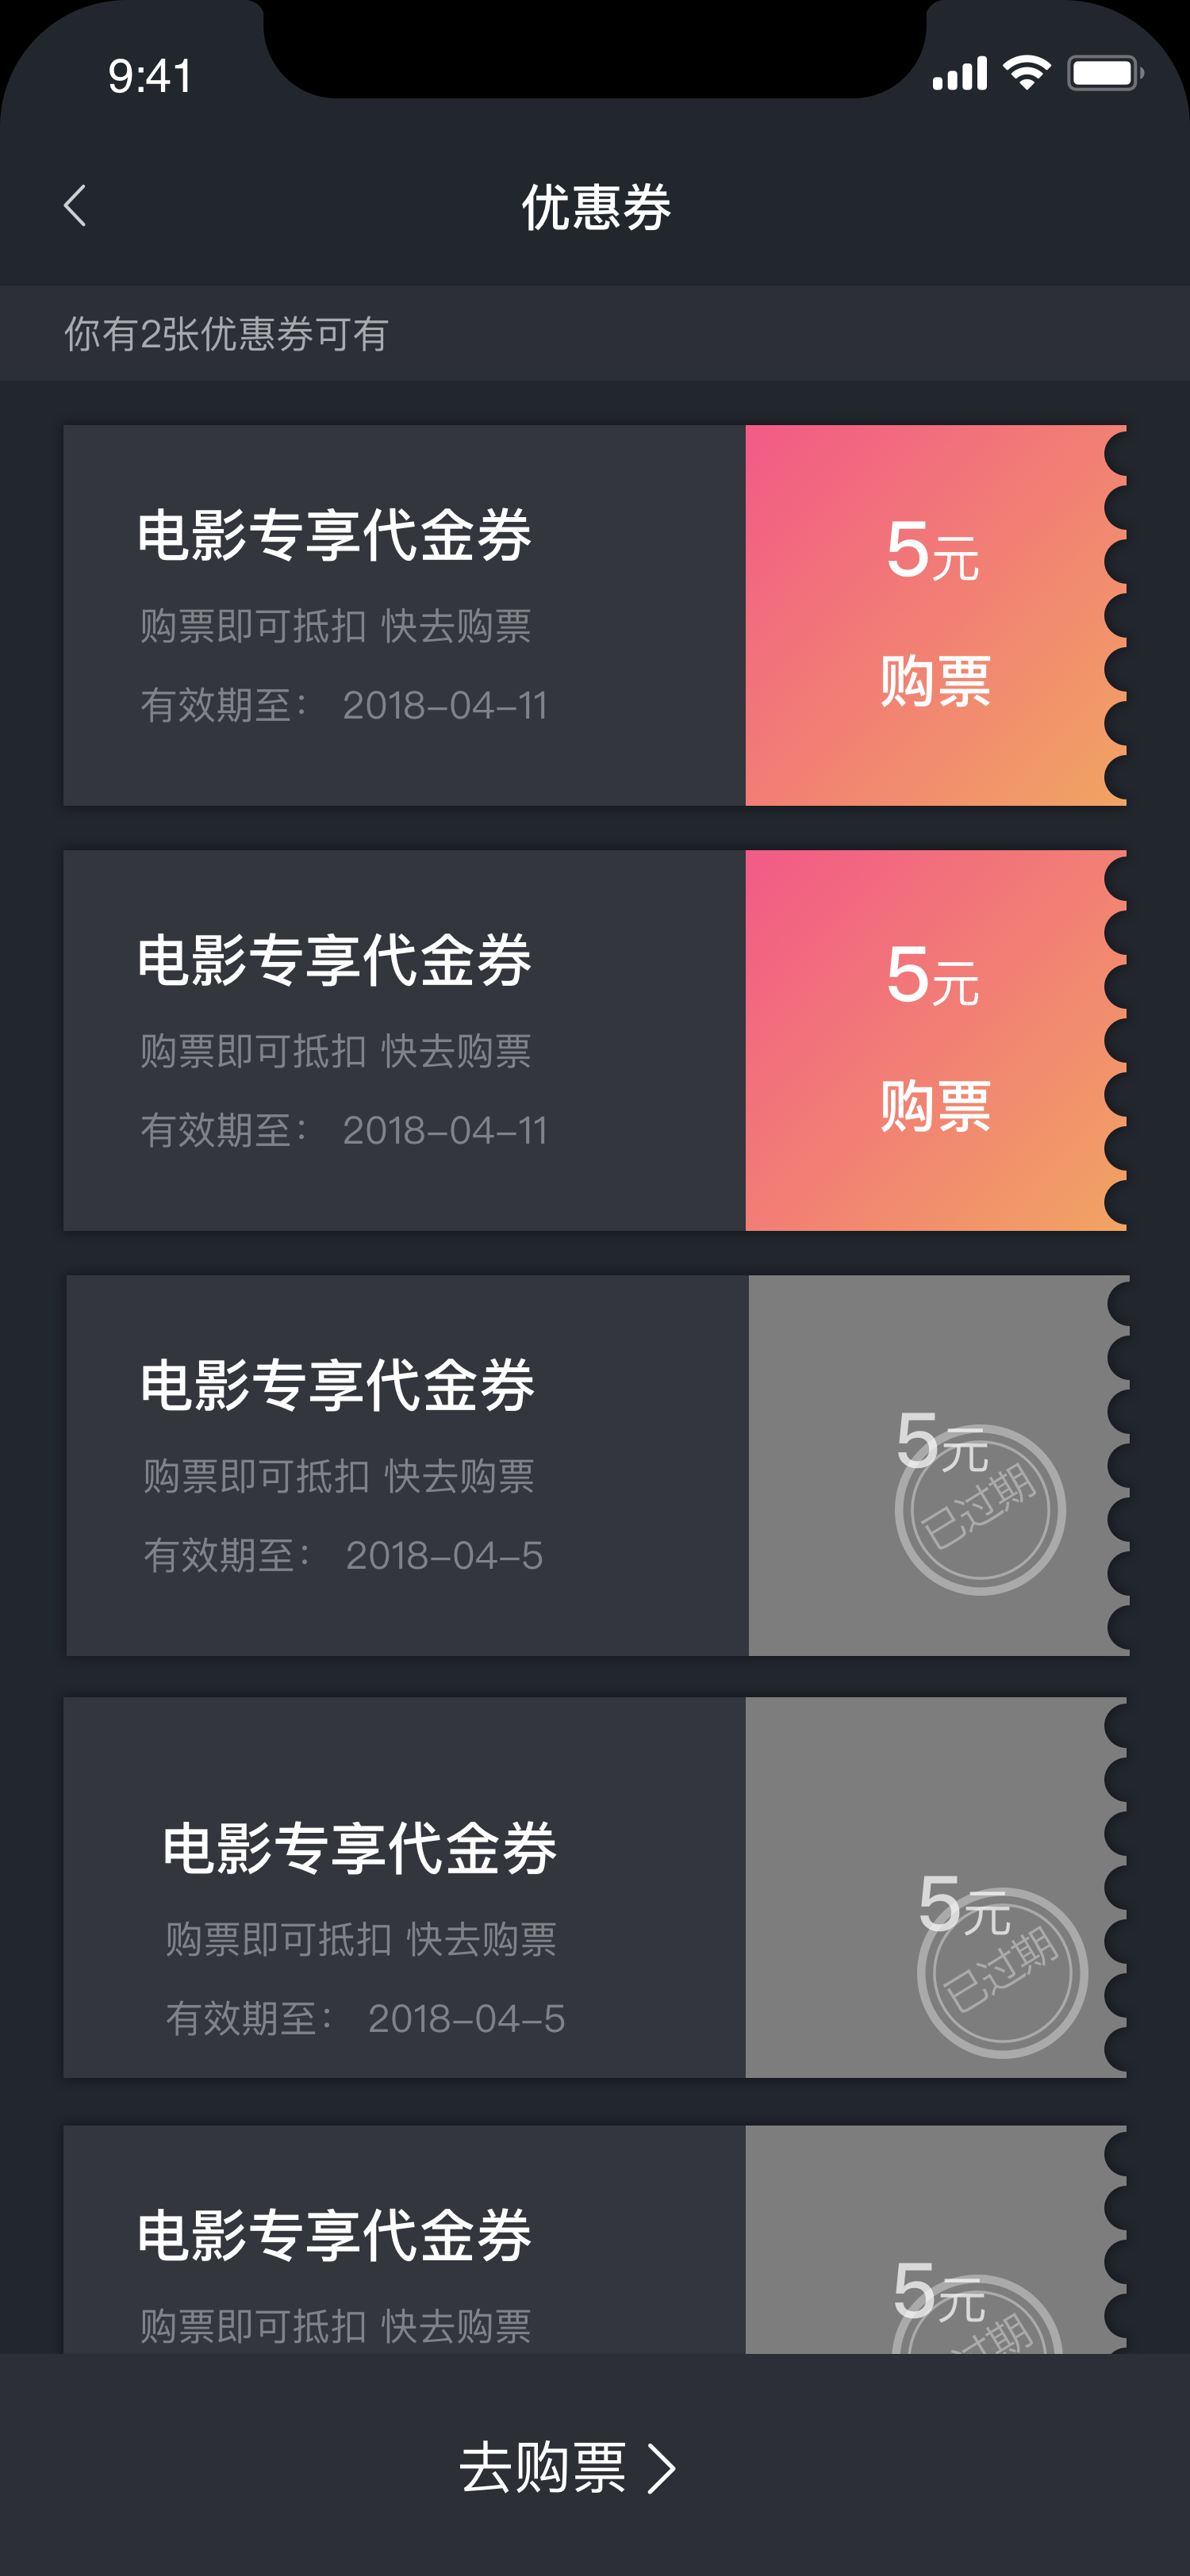 9:41
优惠券
你有2张优惠券可有
电影专享代金券
购票即可抵扣 快去购票
有效期至： 2018-04-11
5元
购票
电影专享代金券
购票即可抵扣 快去购票
有效期至： 2018-04-11
5元
购票
电影专享代金券
购票即可抵扣 快去购票
有效期至： 2018-04-5
5元
已过期
电影专享代金券
购票即可抵扣 快去购票
有效期至： 2018-04-5
5元
已过期
电影专享代金券
购票即可抵扣 快去购票
5元
过期
去购票